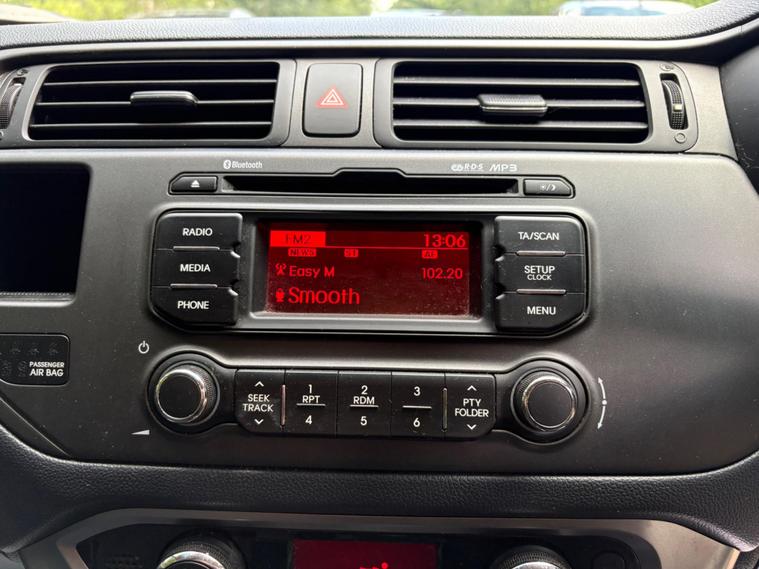 Bluetooth
R·D·S MP3
RADIO
MEDIA
PHONE
FM2 13:06
NEWS ST AF
Easy M 102.20
Smooth
TA/SCAN
SETUP
CLOCK
MENU
PASSENGER
AIR BAG
SEEK
TRACK
1 2 3
RPT RDM
4 5 6
PTY
FOLDER